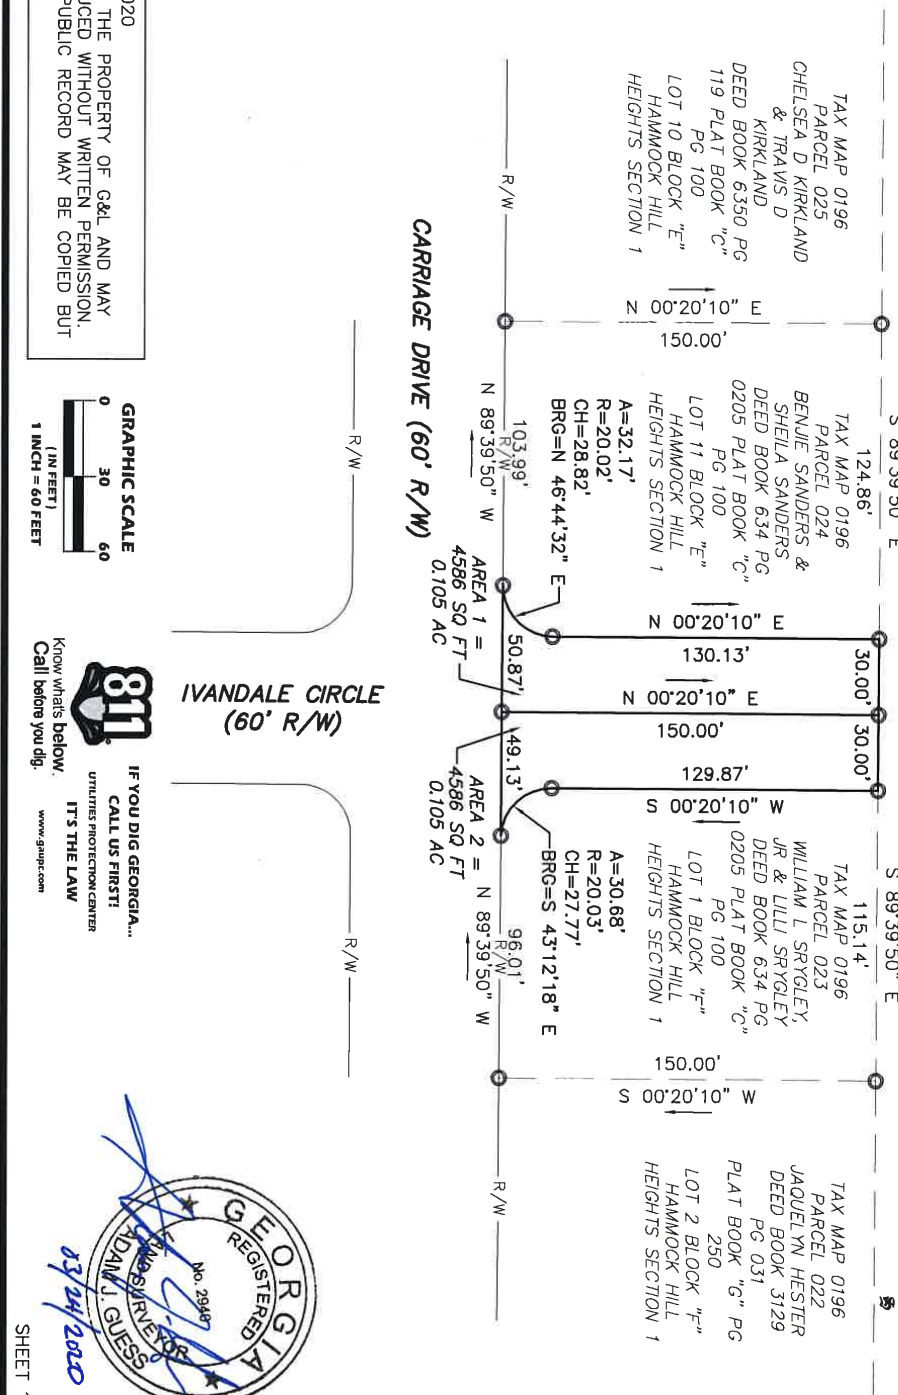 TAX MAP 0196
PARCEL 025
CHELSEA D KIRKLAND
& TRAVIS D
KIRKLAND
DEED BOOK 6350 PG
119 PLAT BOOK "C"
PG 100
LOT 10 BLOCK "E"
HAMMOCK HILL
HEIGHTS SECTION 1
N 00°20'10" E
150.00'
S 89°39'50" E
124.86'
TAX MAP 0196
PARCEL 024
BENJIE SANDERS &
SHEILA SANDERS
DEED BOOK 634 PG
0205 PLAT BOOK "C"
PG 100
LOT 11 BLOCK "E"
HAMMOCK HILL
HEIGHTS SECTION 1
A=32.17'
R=20.02'
CH=28.82'
BRG=N 46°44'32" E
N 00°20'10" E
130.13'
30.00'
N 00°20'10" E
150.00'
30.00'
129.87'
S 00°20'10" W
S 89°39'50" E
115.14'
TAX MAP 0196
PARCEL 023
WILLIAM L SRYGLEY,
JR & LILLI SRYGLEY
DEED BOOK 634 PG
0205 PLAT BOOK "C"
PG 100
LOT 1 BLOCK "F"
HAMMOCK HILL
HEIGHTS SECTION 1
A=30.68'
R=20.03'
CH=27.77'
BRG=S 43°12'18" E
150.00'
S 00°20'10" W
TAX MAP 0196
PARCEL 022
JAQUELYN HESTER
DEED BOOK 3129
PG 031
PLAT BOOK "G" PG
250
LOT 2 BLOCK "F"
HAMMOCK HILL
HEIGHTS SECTION 1
R/W
103.99'
R/W
N 89°39'50" W
50.87'
49.13'
96.01'
R/W
N 89°39'50" W
R/W
AREA 1 =
4586 SQ FT
0.105 AC
AREA 2 =
4586 SQ FT
0.105 AC
CARRIAGE DRIVE (60' R/W)
R/W
R/W
IVANDALE CIRCLE
(60' R/W)
020
THE PROPERTY OF G&L AND MAY
UCED WITHOUT WRITTEN PERMISSION.
PUBLIC RECORD MAY BE COPIED BUT
GRAPHIC SCALE
0 30 60
( IN FEET )
1 INCH = 60 FEET
811
Know what's below.
Call before you dig.
IF YOU DIG GEORGIA...
CALL US FIRST!
UTILITIES PROTECTION CENTER
IT'S THE LAW
www.gaupc.com
GEORGIA
REGISTERED
No. 2940
LAND SURVEYOR
ADAM J. GUESS
03/24/2020
SHEET